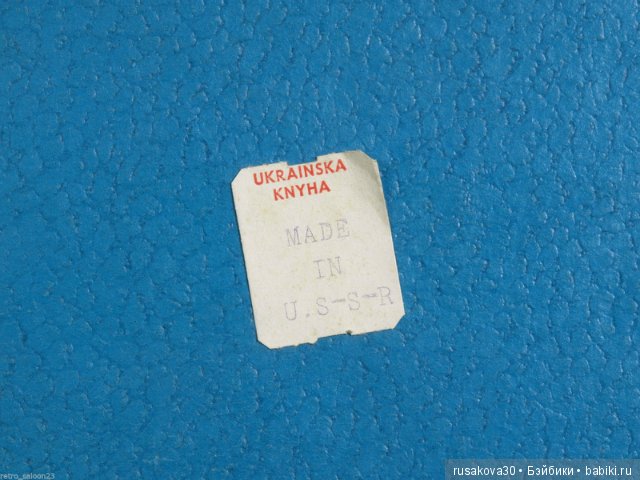 UKRAINSKA
KNYHA
MADE
IN
U.S-S-R
retro_saloon23
rusakova30 • Бэйбики • babiki.ru